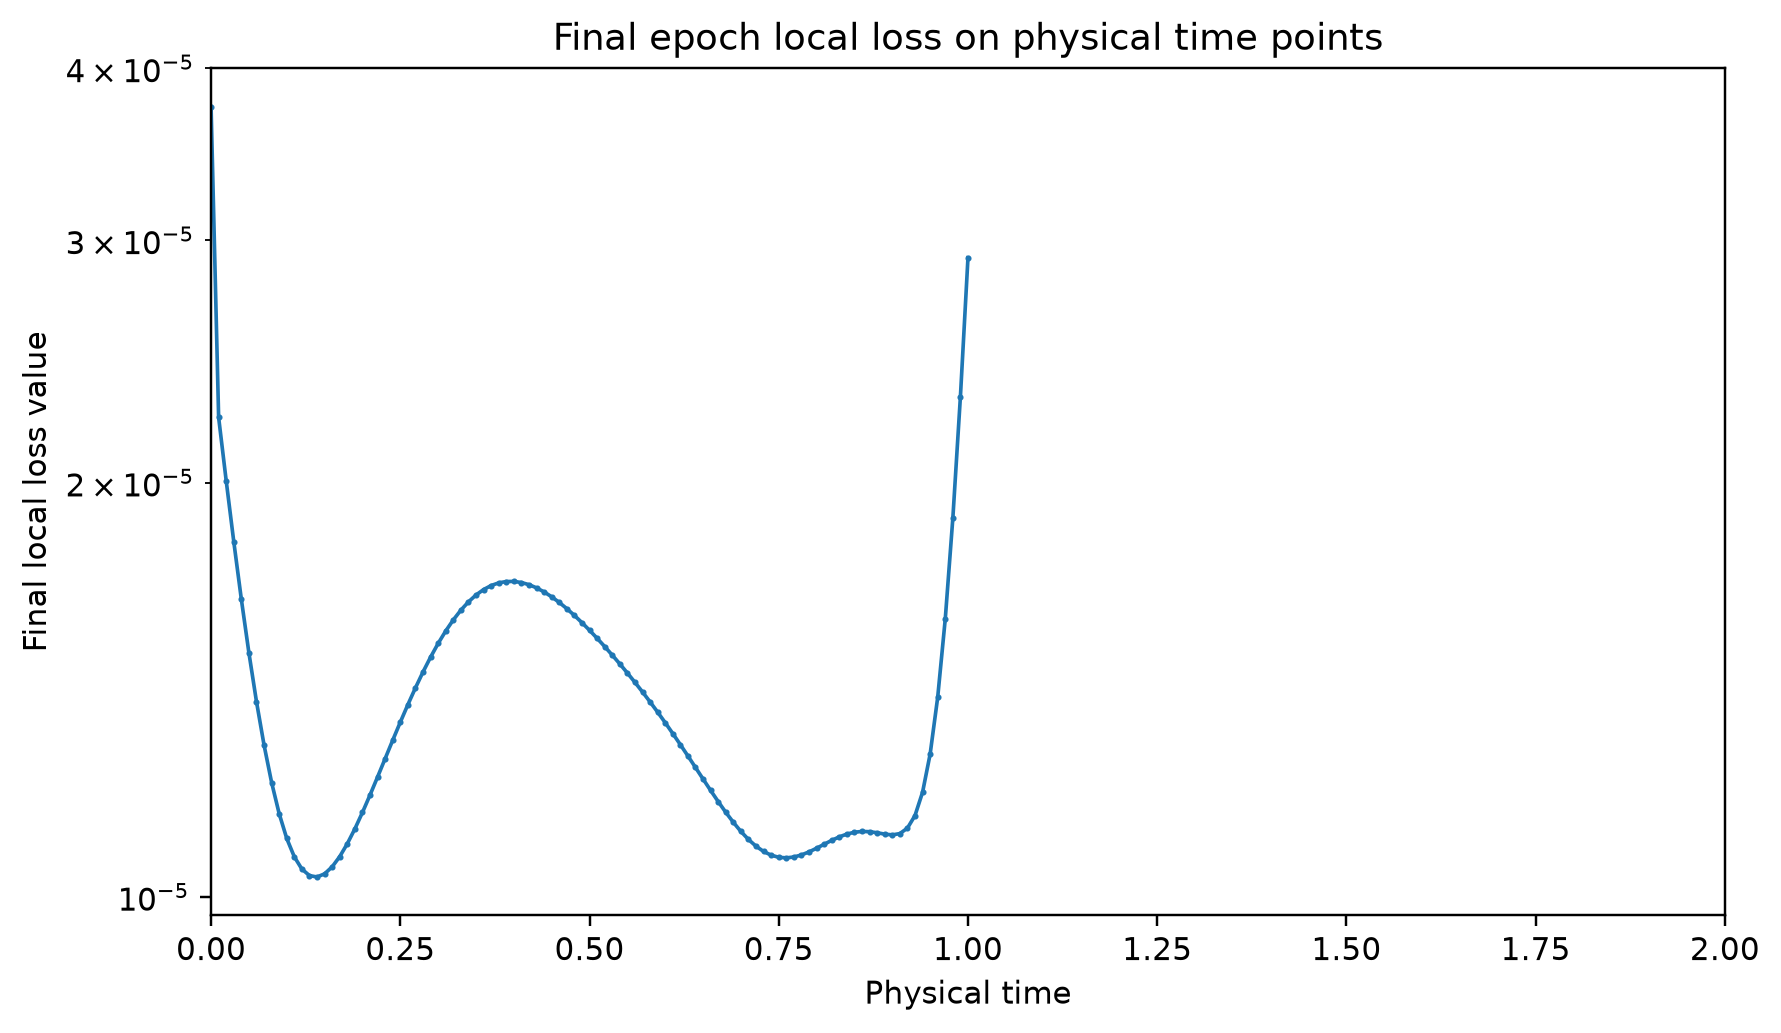 Final epoch local loss on physical time points
4 × 10⁻⁵
3 × 10⁻⁵
2 × 10⁻⁵
10⁻⁵
Final local loss value
0.00 0.25 0.50 0.75 1.00 1.25 1.50 1.75 2.00
Physical time